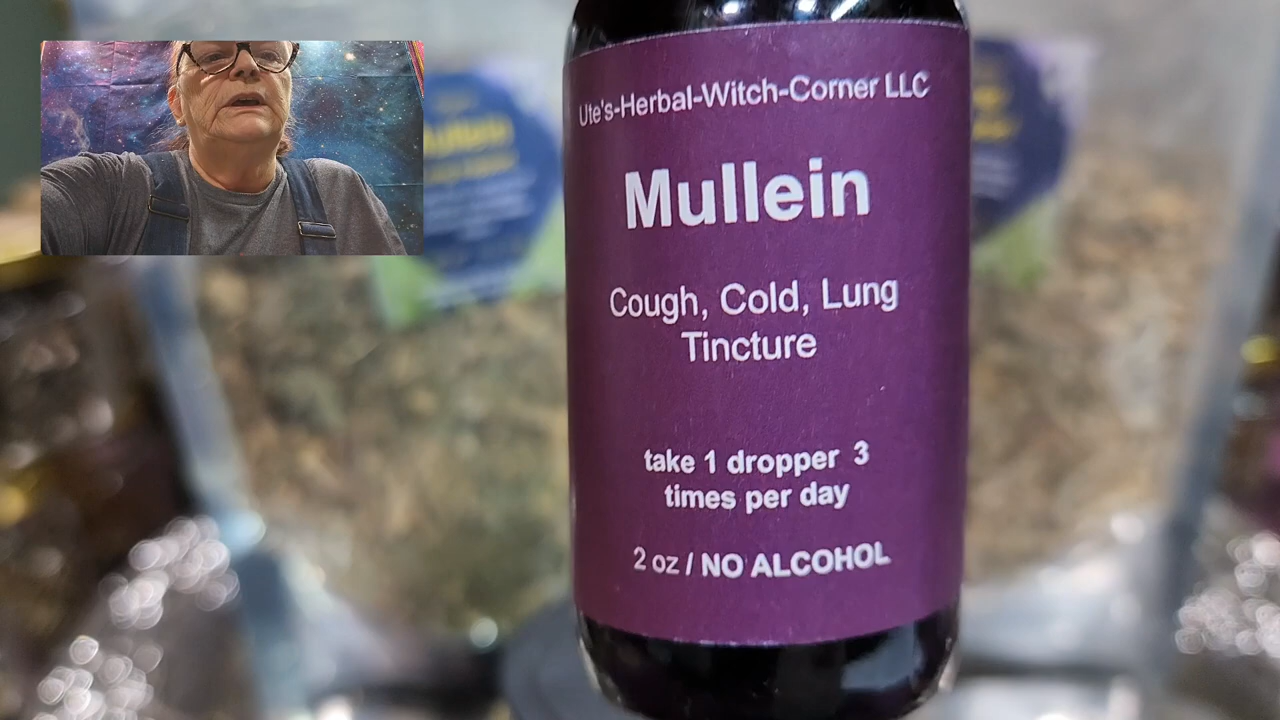 Ute's-Herbal-Witch-Corner LLC
Mullein
Cough, Cold, Lung
Tincture
take 1 dropper 3
times per day
2 oz / NO ALCOHOL
Mullein